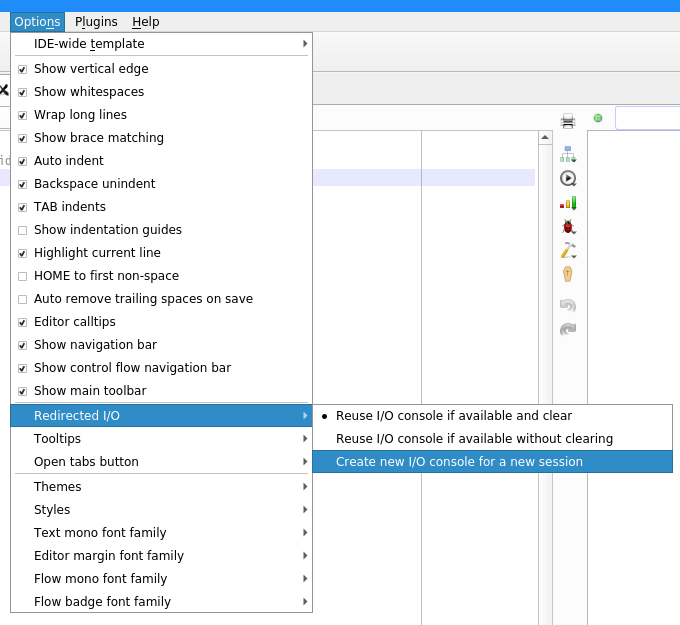 Options Plugins Help
IDE-wide template
Show vertical edge
Show whitespaces
Wrap long lines
Show brace matching
Auto indent
Backspace unindent
TAB indents
Show indentation guides
Highlight current line
HOME to first non-space
Auto remove trailing spaces on save
Editor calltips
Show navigation bar
Show control flow navigation bar
Show main toolbar
Redirected I/O
Reuse I/O console if available and clear
Tooltips
Reuse I/O console if available without clearing
Open tabs button
Create new I/O console for a new session
Themes
Styles
Text mono font family
Editor margin font family
Flow mono font family
Flow badge font family